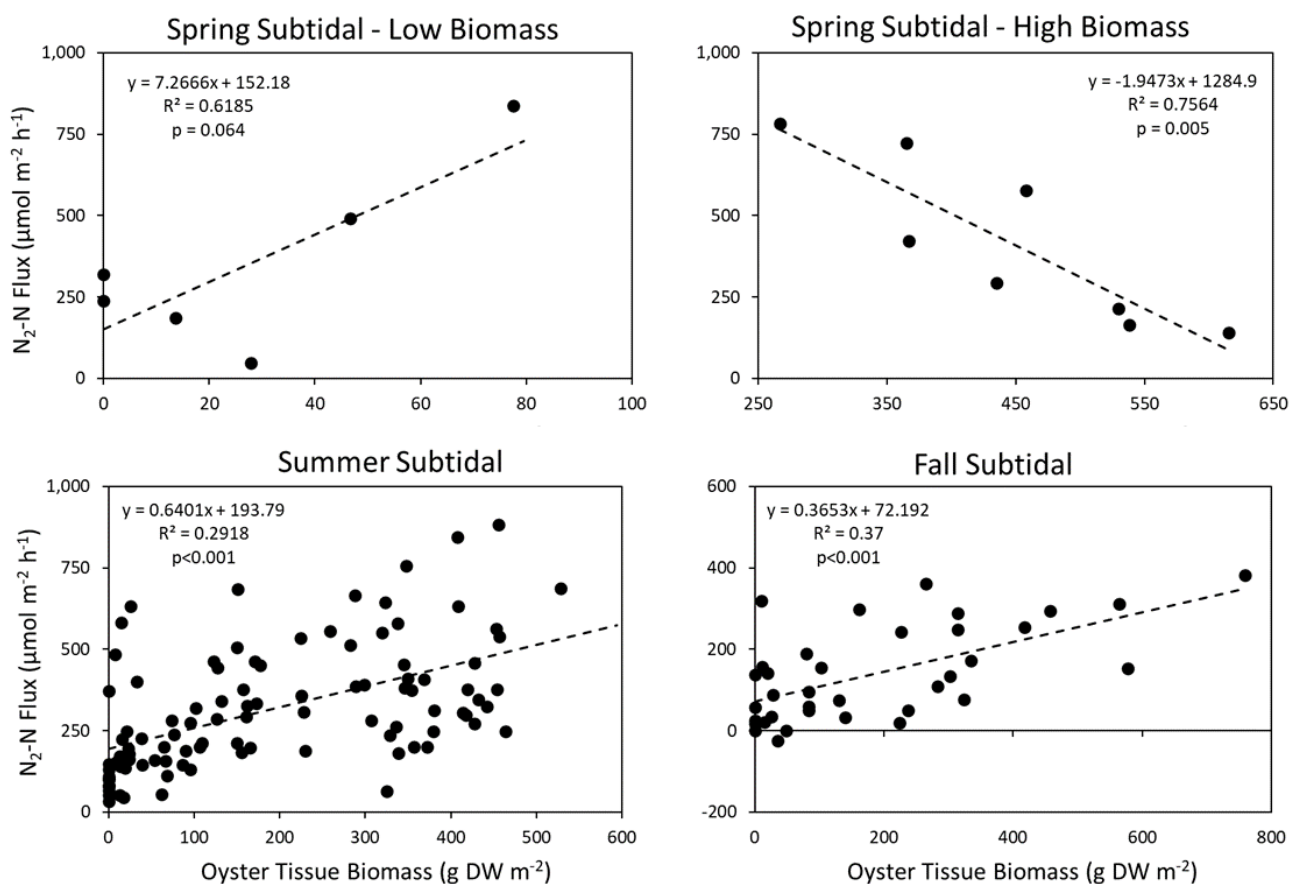 Spring Subtidal - Low Biomass
1,000
750
500
250
0
y = 7.2666x + 152.18
R² = 0.6185
p = 0.064
0 20 40 60 80 100
N₂-N Flux (µmol m⁻² h⁻¹)
Spring Subtidal - High Biomass
1,000
750
500
250
0
y = -1.9473x + 1284.9
R² = 0.7564
p = 0.005
250 350 450 550 650
Summer Subtidal
1,000
750
500
250
0
y = 0.6401x + 193.79
R² = 0.2918
p<0.001
0 100 200 300 400 500 600
N₂-N Flux (µmol m⁻² h⁻¹)
Oyster Tissue Biomass (g DW m⁻²)
Fall Subtidal
600
400
200
0
-200
y = 0.3653x + 72.192
R² = 0.37
p<0.001
0 200 400 600 800
Oyster Tissue Biomass (g DW m⁻²)